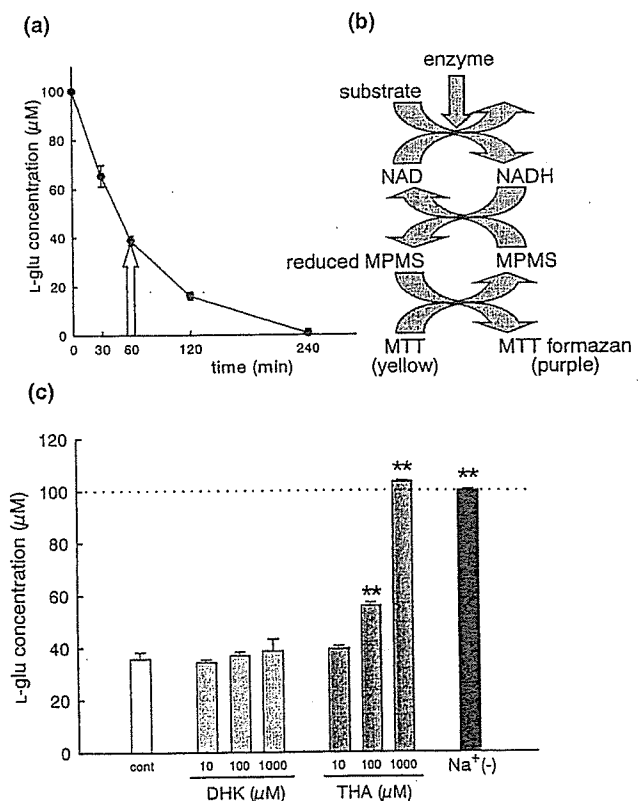 (a)
L-glu concentration (μM)
100
80
60
40
20
0
0 30 60 120 240
time (min)
(b)
enzyme
substrate
NAD NADH
reduced MPMS MPMS
MTT MTT formazan
(yellow) (purple)
(c)
L-glu concentration (μM)
120
100
80
60
40
20
0
** ** **
cont 10 100 1000 10 100 1000 Na⁺(-)
DHK (μM) THA (μM)